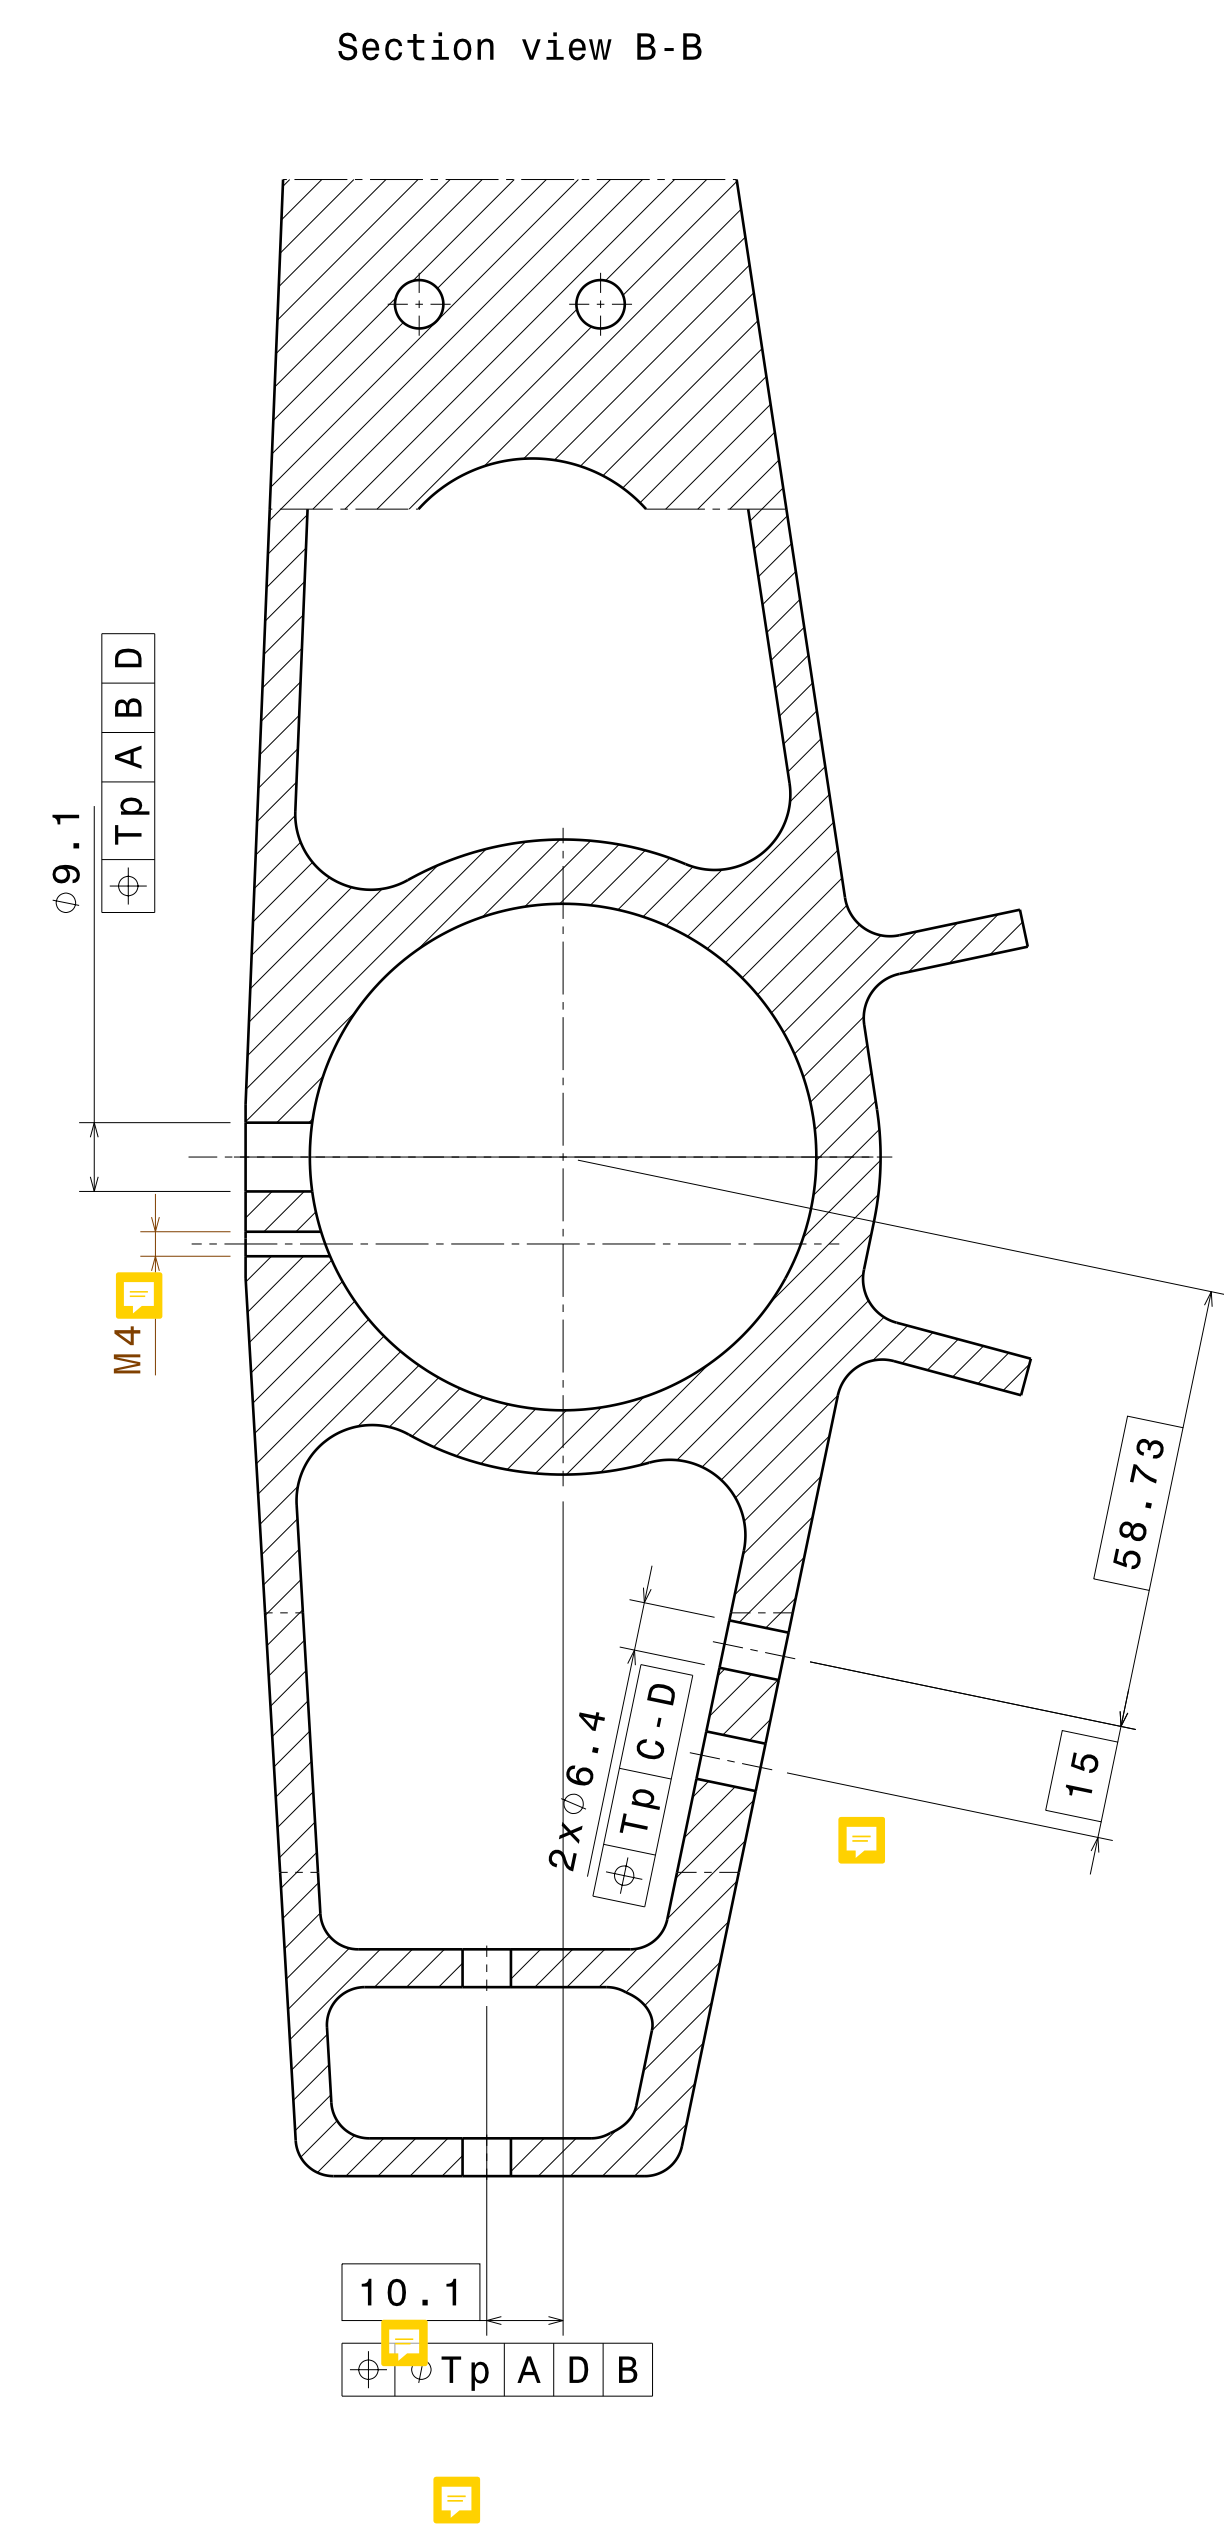 Section view B-B
⌀9.1
⌖ Tp A B D
M4
58.73
15
2x⌀6.4
⌖ Tp C-D
10.1
⌖ ⌀Tp A D B